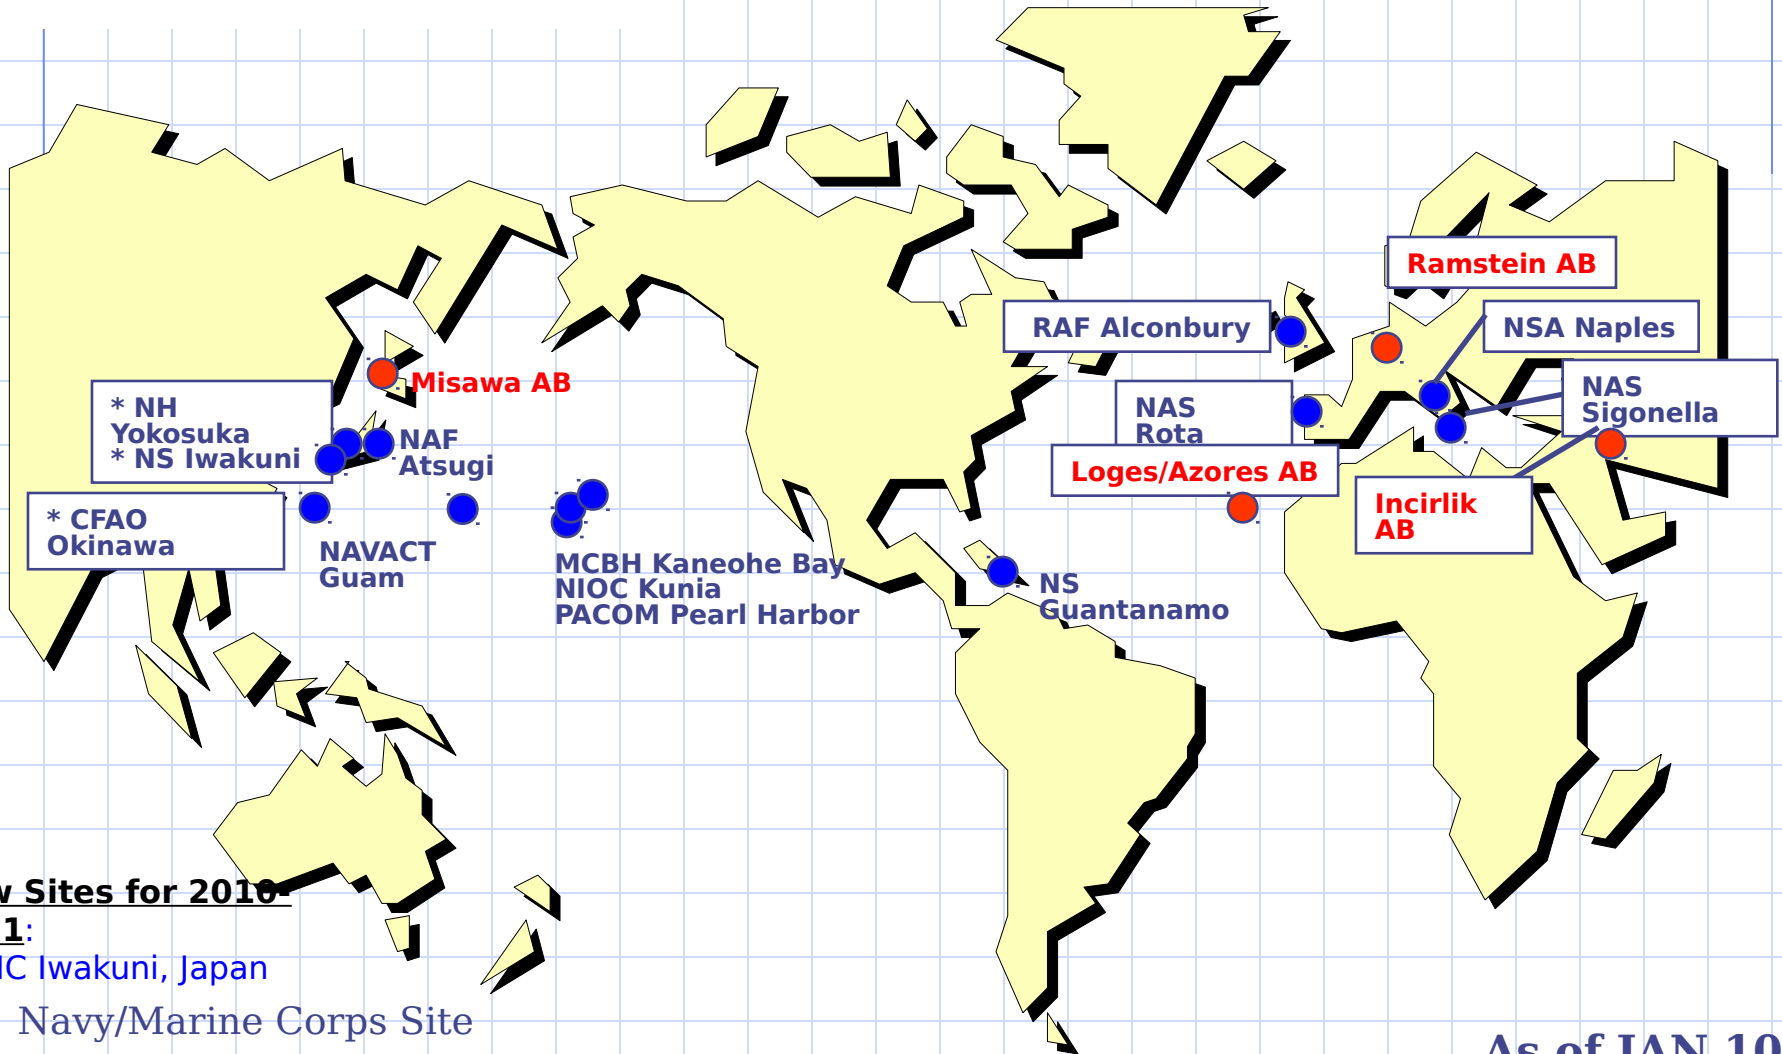 Ramstein AB
RAF Alconbury
NSA Naples
Misawa AB
NAS
Sigonella
* NH
Yokosuka
* NS Iwakuni
NAS
Rota
NAF
Atsugi
Loges/Azores AB
Incirlik
AB
* CFAO
Okinawa
NAVACT
Guam
MCBH Kaneohe Bay
NIOC Kunia
PACOM Pearl Harbor
NS
Guantanamo
Sites for 2010-
1:
Iwakuni, Japan
Navy/Marine Corps Site
As of JAN 10